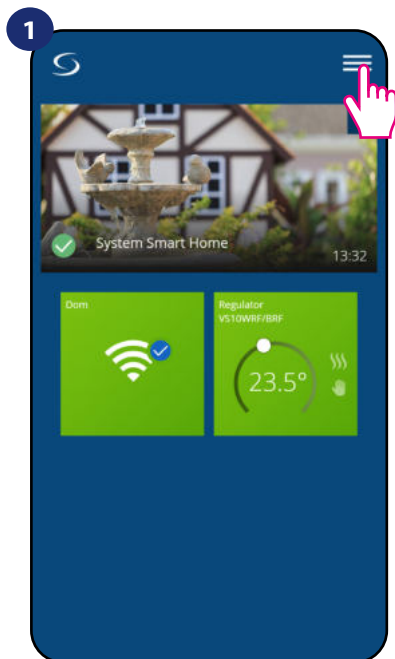 1
System Smart Home
13:32
Dom
Regulator
VS10WRF/BRF
23.5°